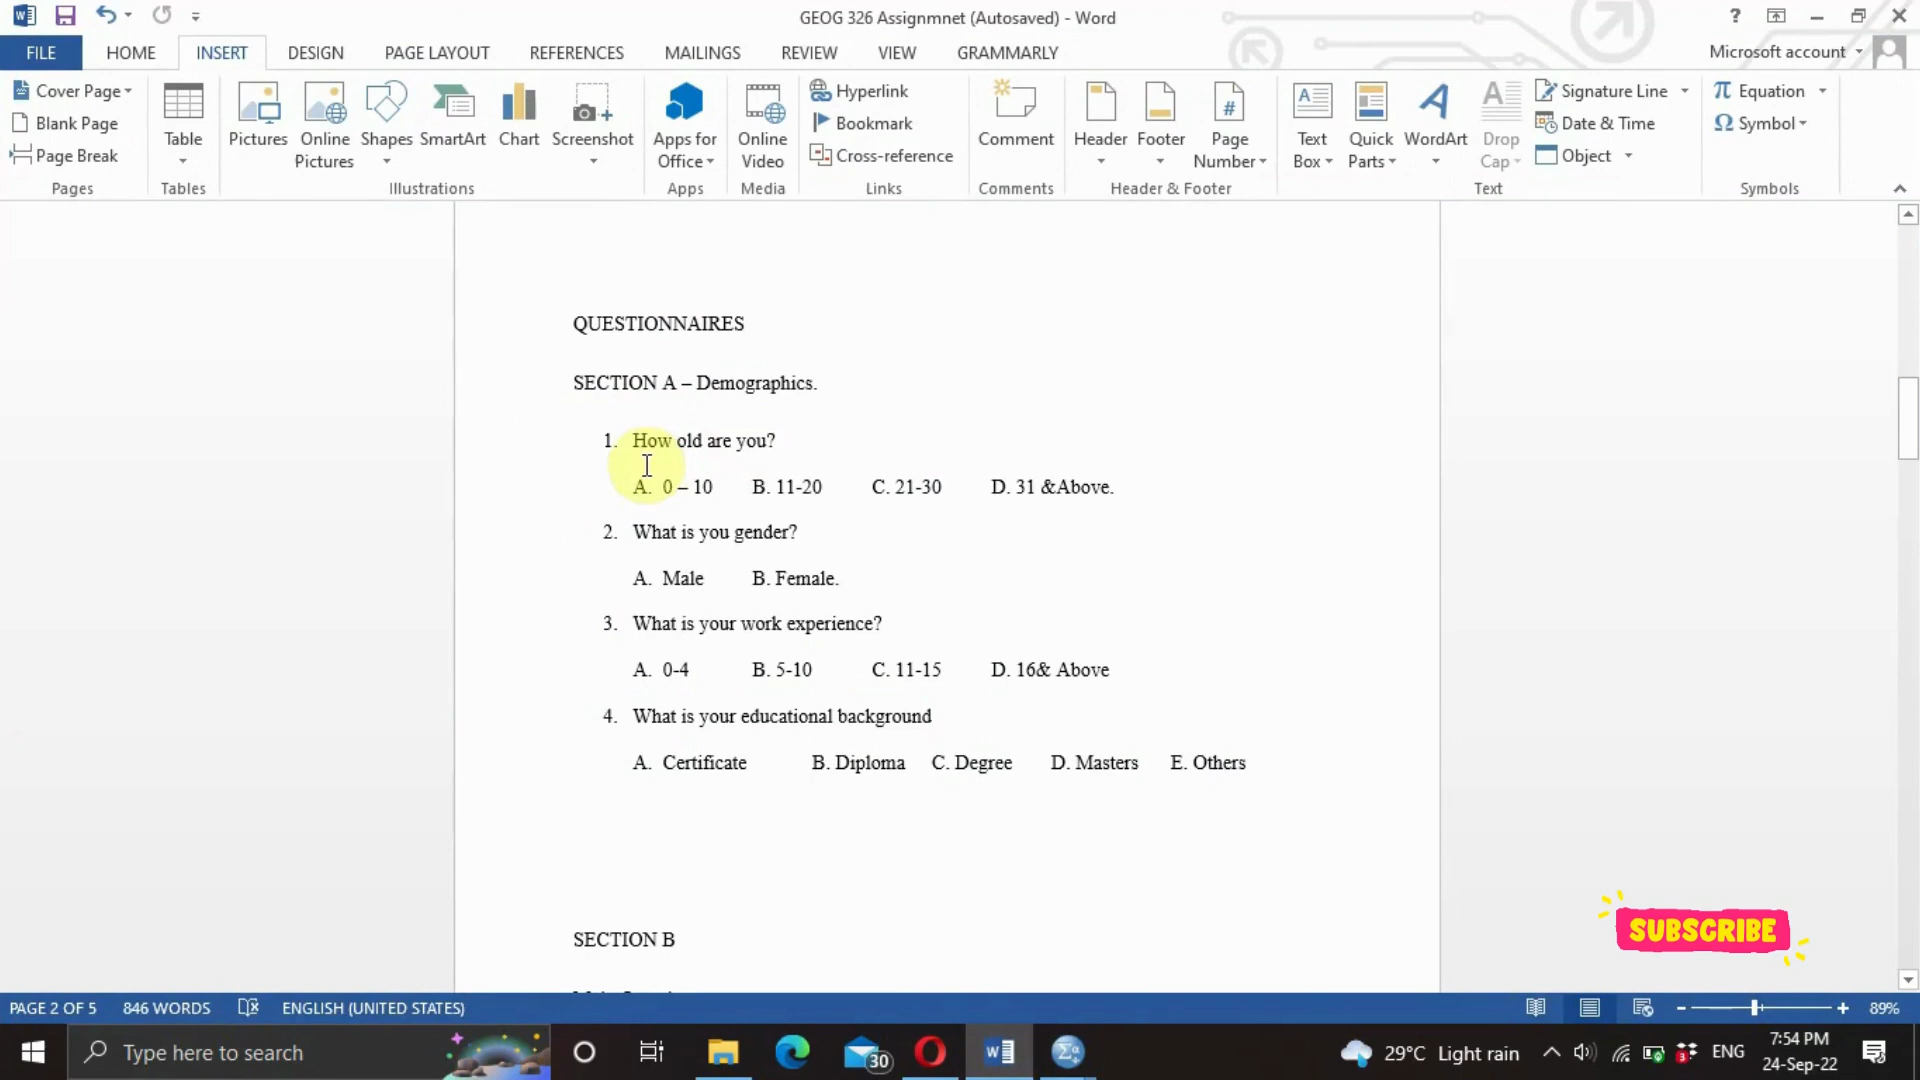 GEOG 326 Assignmnet (Autosaved) - Word
FILE HOME INSERT DESIGN PAGE LAYOUT REFERENCES MAILINGS REVIEW VIEW GRAMMARLY Microsoft account
Cover Page
Blank Page
Page Break
Pages
Table
Tables
Pictures
Online Pictures
Shapes
SmartArt
Chart
Screenshot
Illustrations
Apps for Office
Apps
Online Video
Media
Hyperlink
Bookmark
Cross-reference
Links
Comment
Comments
Header
Footer
Page Number
Header & Footer
Text Box
Quick Parts
WordArt
Drop Cap
Signature Line
Date & Time
Object
Text
Equation
Symbol
Symbols
QUESTIONNAIRES
SECTION A – Demographics.
1. How old are you?
A. 0 – 10 B. 11-20 C. 21-30 D. 31 &Above.
2. What is you gender?
A. Male B. Female.
3. What is your work experience?
A. 0-4 B. 5-10 C. 11-15 D. 16& Above
4. What is your educational background
A. Certificate B. Diploma C. Degree D. Masters E. Others
SECTION B
SUBSCRIBE
PAGE 2 OF 5 846 WORDS ENGLISH (UNITED STATES) 89%
Type here to search
30
29°C Light rain
3
ENG
7:54 PM
24-Sep-22